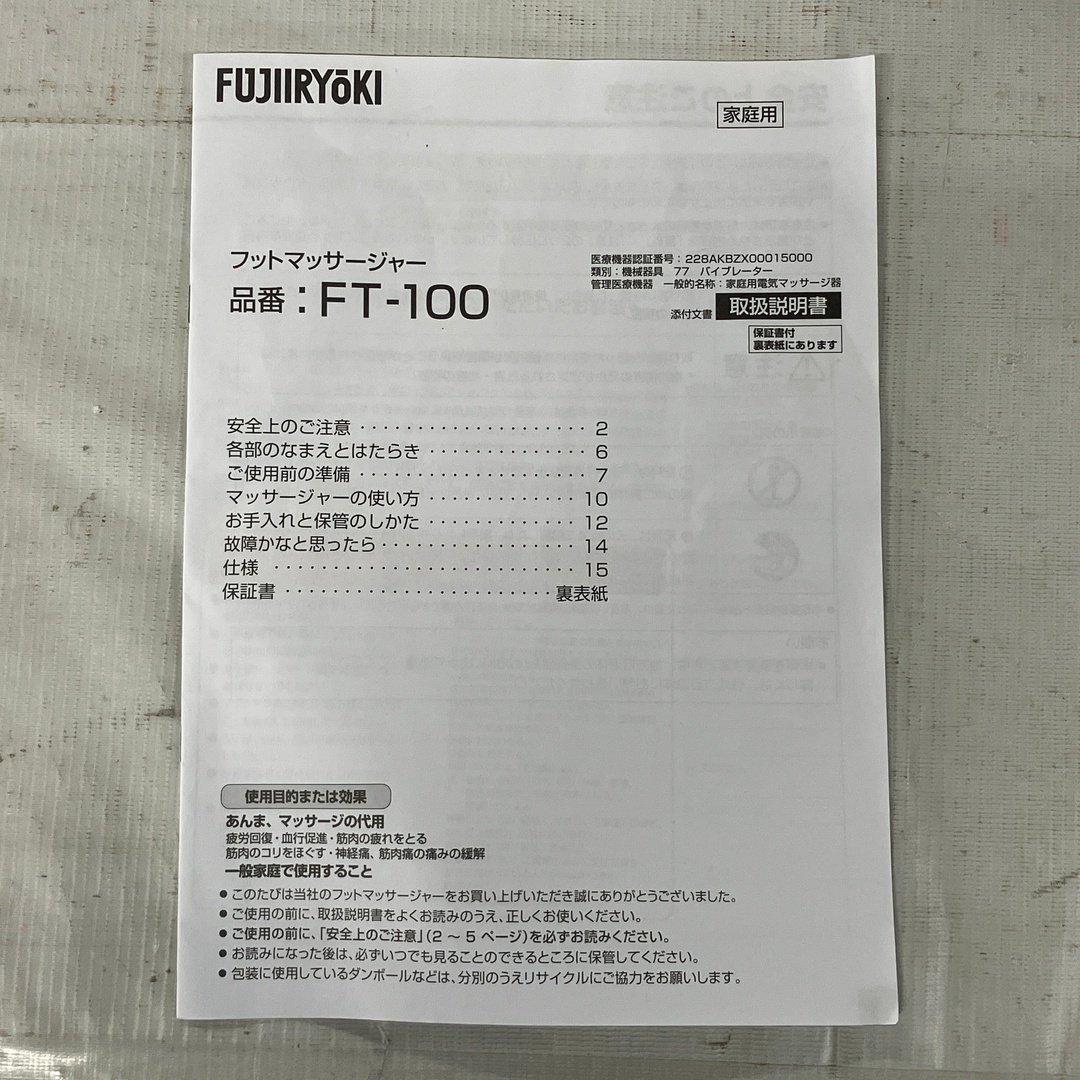 FUJIIRYōKI
家庭用
フットマッサージャー
品番：FT-100
医療機器認証番号：228AKBZX00015000
類別：機械器具 77 バイブレーター
管理医療機器 一般的名称：家庭用電気マッサージ器
添付文書 取扱説明書
保証書付
裏表紙にあります
安全上のご注意 ···················· 2
各部のなまえとはたらき ·············· 6
ご使用前の準備 ···················· 7
マッサージャーの使い方 ············· 10
お手入れと保管のしかた ············· 12
故障かなと思ったら ················· 14
仕様 ·························· 15
保証書 ······················· 裏表紙
使用目的または効果
あんま、マッサージの代用
疲労回復・血行促進・筋肉の疲れをとる
筋肉のコリをほぐす・神経痛、筋肉痛の痛みの緩解
一般家庭で使用すること
●このたびは当社のフットマッサージャーをお買い上げいただき誠にありがとうございました。
●ご使用の前に、取扱説明書をよくお読みのうえ、正しくお使いください。
●ご使用の前に、「安全上のご注意」（2 ～ 5 ページ）を必ずお読みください。
●お読みになった後は、必ずいつでも見ることのできるところに保管してください。
●包装に使用しているダンボールなどは、分別のうえリサイクルにご協力をお願いします。